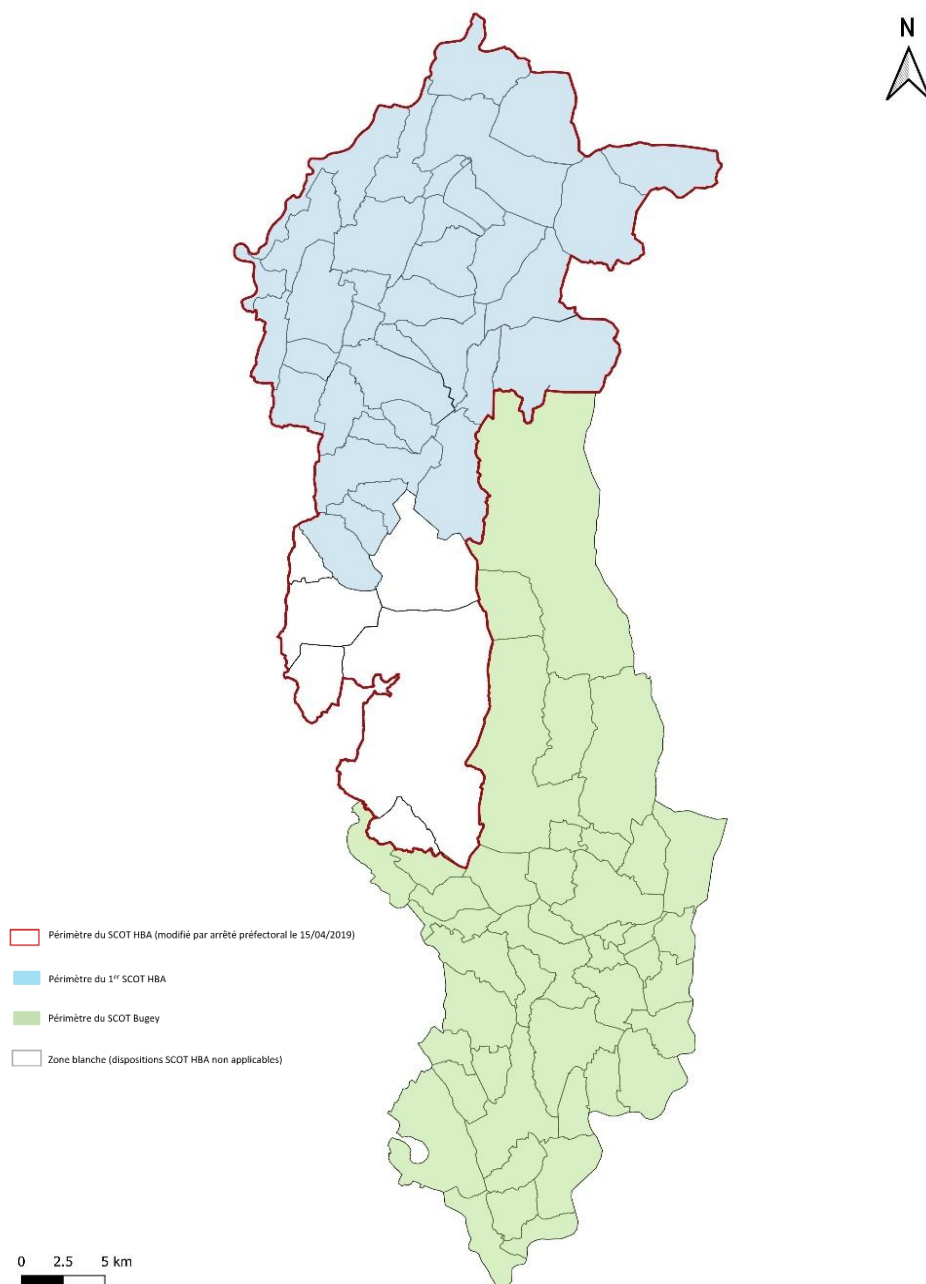 N
Périmètre du SCOT HBA (modifié par arrêté préfectoral le 15/04/2019)
Périmètre du 1er SCOT HBA
Périmètre du SCOT Bugey
Zone blanche (dispositions SCOT HBA non applicables)
0 2.5 5 km